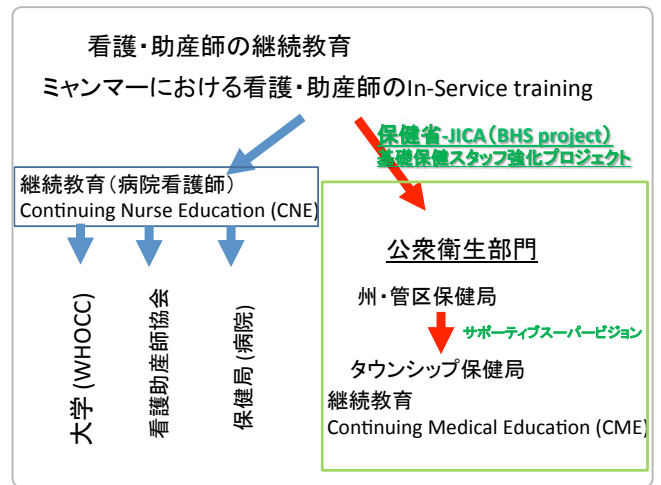 看護・助産師の継続教育
ミャンマーにおける看護・助産師のIn-Service training
保健省-JICA（BHS project）
基礎保健スタッフ強化プロジェクト
継続教育（病院看護師）
Continuing Nurse Education (CNE)
大学 (WHOCC)
看護助産師協会
保健局 (病院)
公衆衛生部門
州・管区保健局
サポーティブスーパービジョン
タウンシップ保健局
継続教育
Continuing Medical Education (CME)